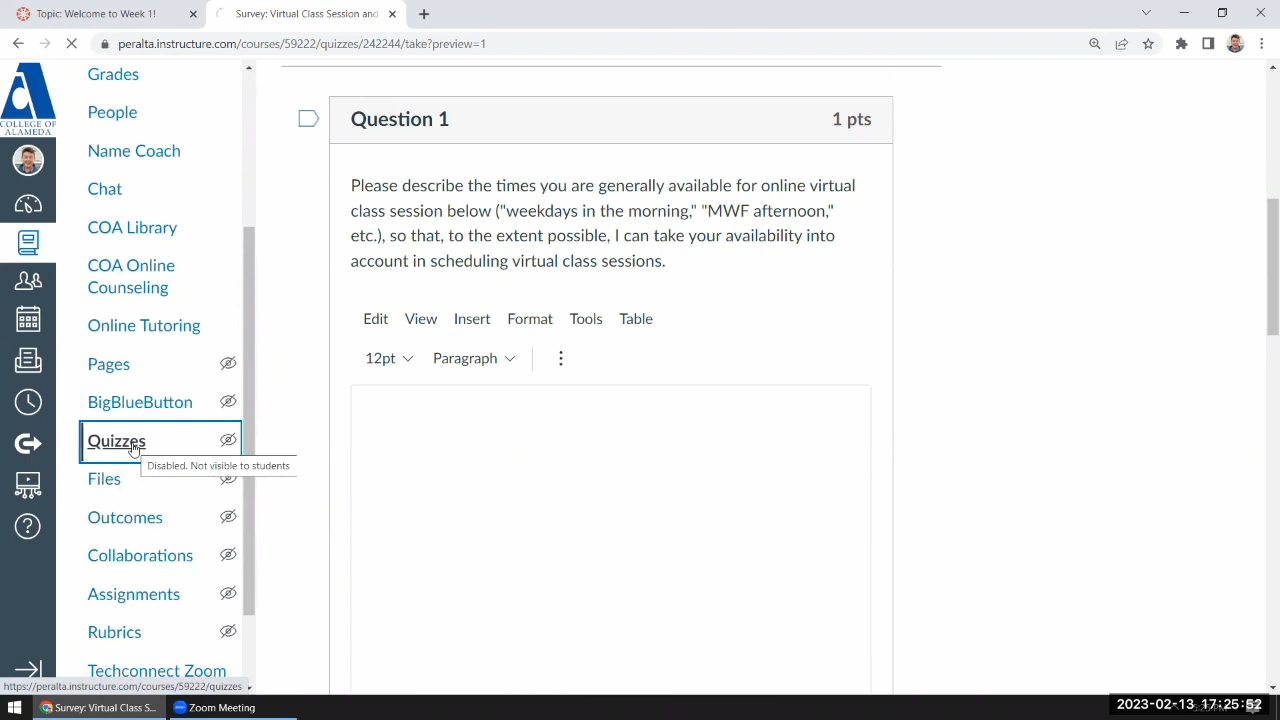 Topic: Welcome to Week 1!
Survey: Virtual Class Session and
peralta.instructure.com/courses/59222/quizzes/242244/take?preview=1
COLLEGE OF
ALAMEDA
Grades
People
Name Coach
Chat
COA Library
COA Online
Counseling
Online Tutoring
Pages
BigBlueButton
Quizzes
Disabled. Not visible to students
Files
Outcomes
Collaborations
Assignments
Rubrics
Techconnect Zoom
https://peralta.instructure.com/courses/59222/quizzes
Question 1
1 pts
Please describe the times you are generally available for online virtual
class session below ("weekdays in the morning," "MWF afternoon,"
etc.), so that, to the extent possible, I can take your availability into
account in scheduling virtual class sessions.
Edit View Insert Format Tools Table
12pt Paragraph
Survey: Virtual Class S...
Zoom Meeting
2023-02-13 17:25:52